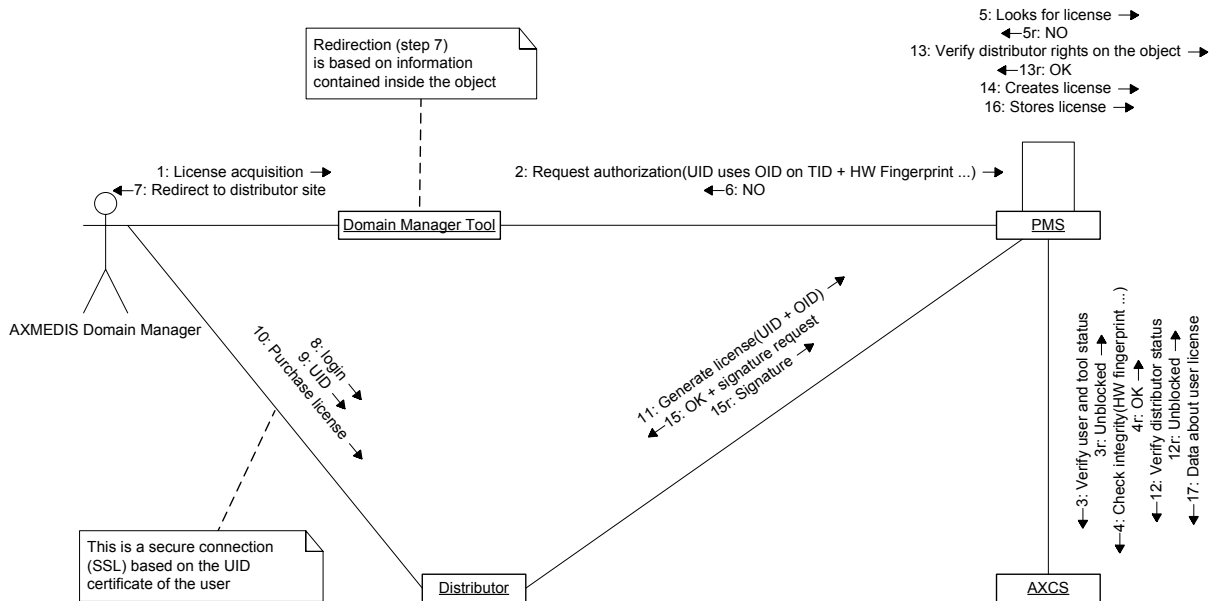 5: Looks for license
5r: NO
13: Verify distributor rights on the object
13r: OK
14: Creates license
16: Stores license
Redirection (step 7)
is based on information
contained inside the object
1: License acquisition
7: Redirect to distributor site
2: Request authorization(UID uses OID on TID + HW Fingerprint ...)
6: NO
Domain Manager Tool
PMS
AXMEDIS Domain Manager
8: login
9: UID
10: Purchase license
11: Generate license(UID + OID)
15: OK + signature request
15r: Signature
3: Verify user and tool status
3r: Unblocked
4: Check integrity(HW fingerprint ...)
4r: OK
12: Verify distributor status
12r: Unblocked
17: Data about user license
This is a secure connection
(SSL) based on the UID
certificate of the user
Distributor
AXCS